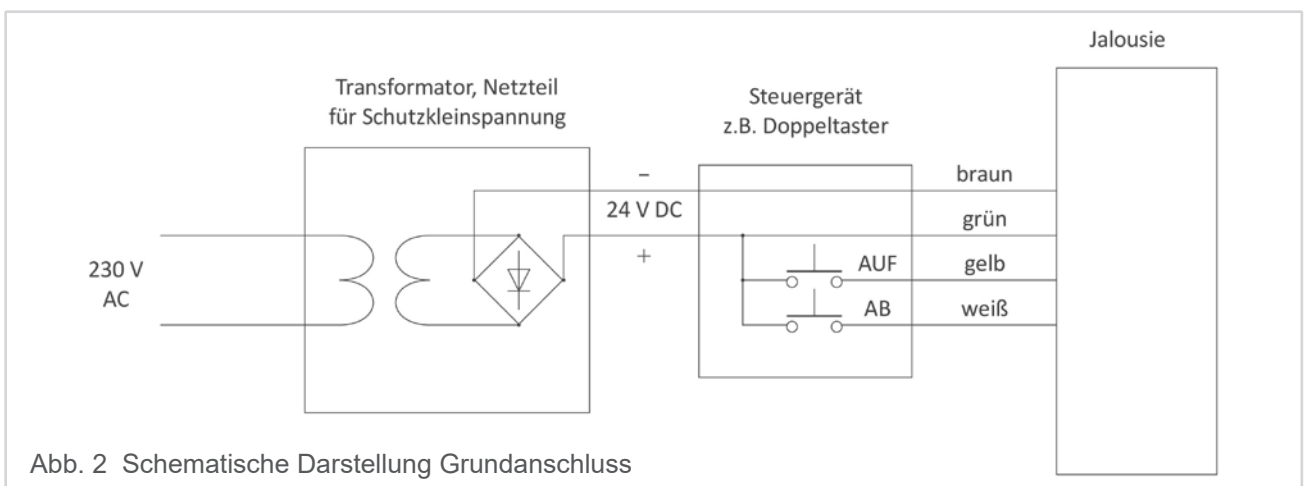 Jalousie
Transformator, Netzteil
für Schutzkleinspannung
Steuergerät
z.B. Doppeltaster
–
24 V DC
+
230 V
AC
braun
grün
AUF
gelb
AB
weiß
Abb. 2 Schematische Darstellung Grundanschluss